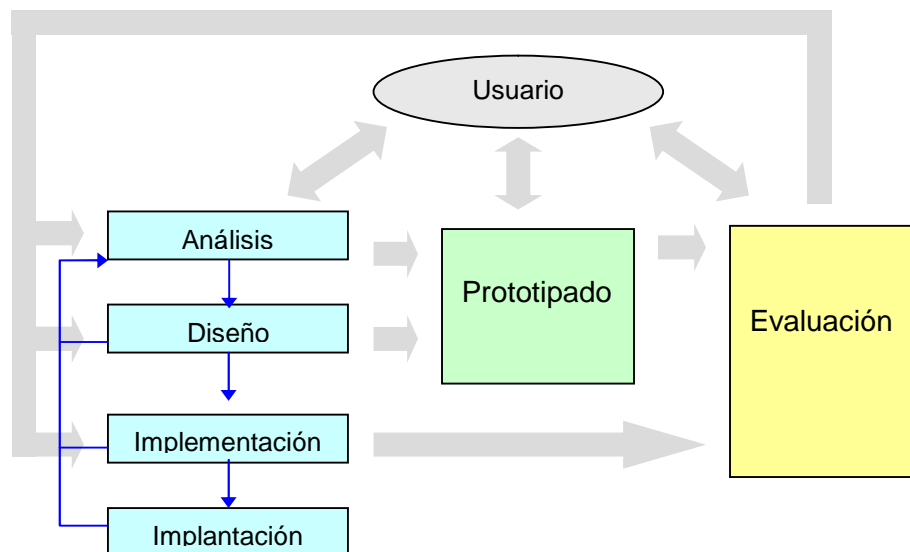 Usuario
Análisis
Prototipado
Evaluación
Diseño
Implementación
Implantación